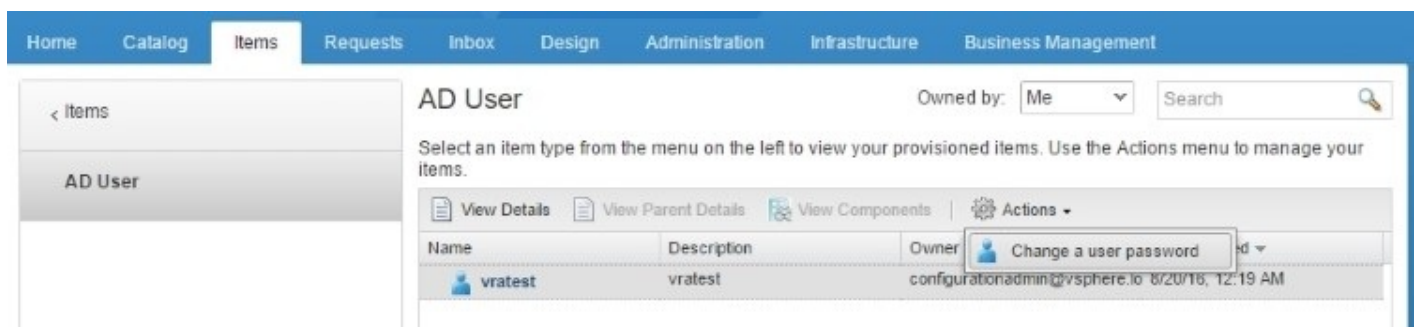 Home Catalog Items Requests Inbox Design Administration Infrastructure Business Management
< Items
AD User
AD User
Owned by: Me Search
Select an item type from the menu on the left to view your provisioned items. Use the Actions menu to manage your
items.
View Details View Parent Details View Components | Actions
Name Description Owner
Change a user password
vratest vratest configurationadmin@vsphere.io 8/20/16, 12:19 AM